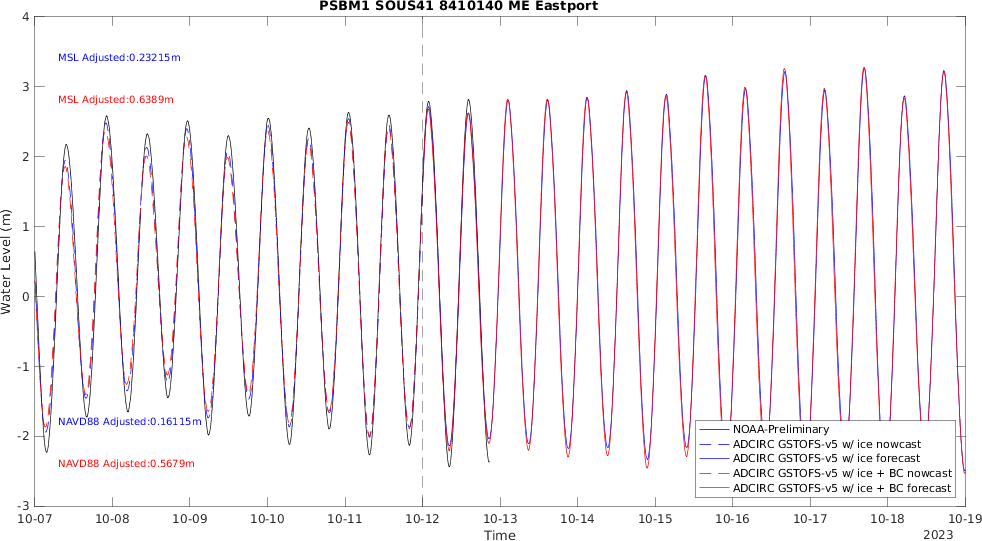 PSBM1 SOUS41 8410140 ME Eastport
4
3
2
1
0
-1
-2
-3
Water Level (m)
MSL Adjusted:0.23215m
MSL Adjusted:0.6389m
NAVD88 Adjusted:0.16115m
NAVD88 Adjusted:0.5679m
NOAA-Preliminary
ADCIRC GSTOFS-v5 w/ ice nowcast
ADCIRC GSTOFS-v5 w/ ice forecast
ADCIRC GSTOFS-v5 w/ ice + BC nowcast
ADCIRC GSTOFS-v5 w/ ice + BC forecast
10-07 10-08 10-09 10-10 10-11 10-12 10-13 10-14 10-15 10-16 10-17 10-18 10-19
Time
2023